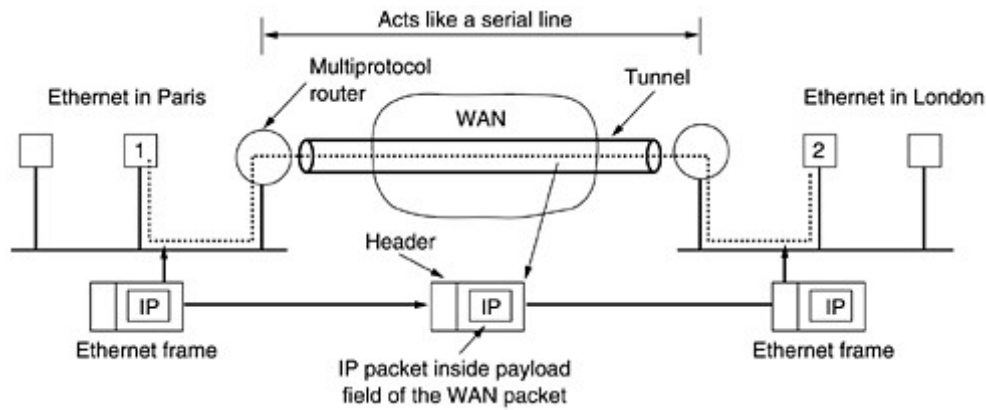 Acts like a serial line
Multiprotocol
router
Tunnel
Ethernet in Paris
Ethernet in London
WAN
1
2
Header
IP
IP
IP
Ethernet frame
Ethernet frame
IP packet inside payload
field of the WAN packet